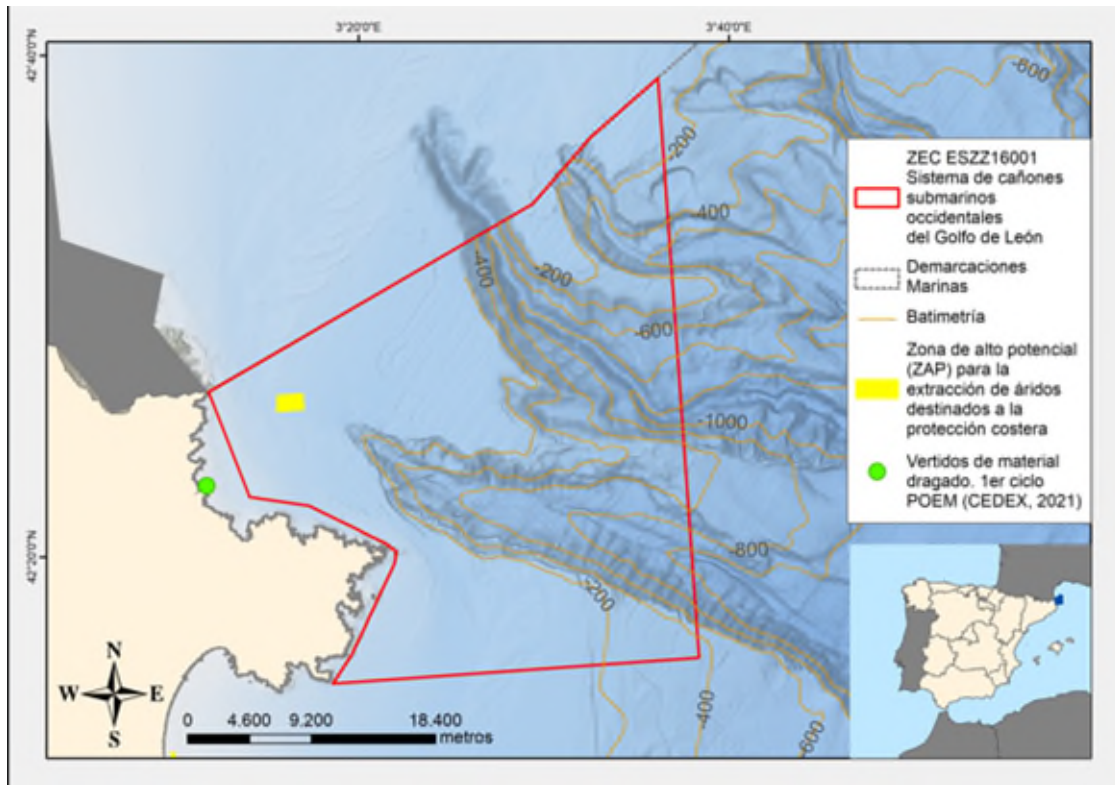 3°20'0"E
3°40'0"E
42°40'0"N
-600
-200
-400
-400
-200
-600
-1000
-800
-200
-400
-600
42°20'0"N
ZEC ESZZ16001
Sistema de cañones
submarinos
occidentales
del Golfo de León
Demarcaciones
Marinas
Batimetría
Zona de alto potencial
(ZAP) para la
extracción de áridos
destinados a la
protección costera
Vertidos de material
dragado. 1er ciclo
POEM (CEDEX, 2021)
N
W E
S
0 4.600 9.200 18.400
metros